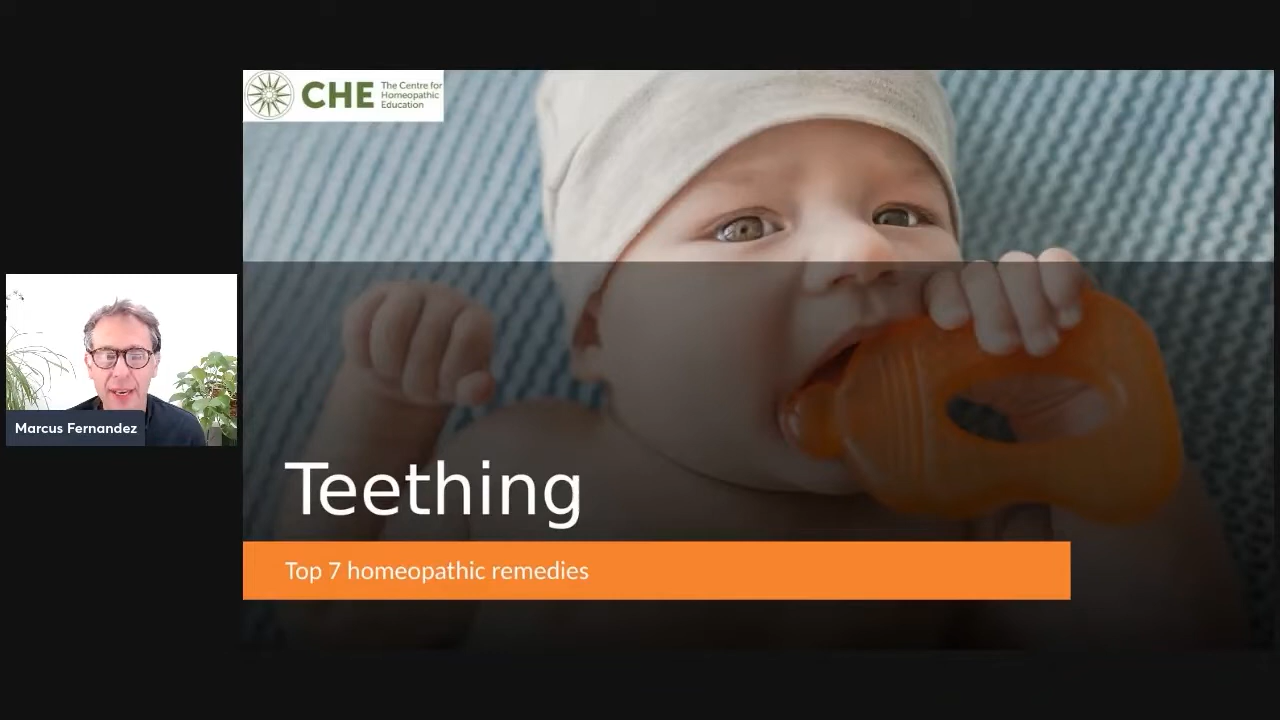 CHE
The Centre for
Homeopathic
Education
Marcus Fernandez
Teething
Top 7 homeopathic remedies